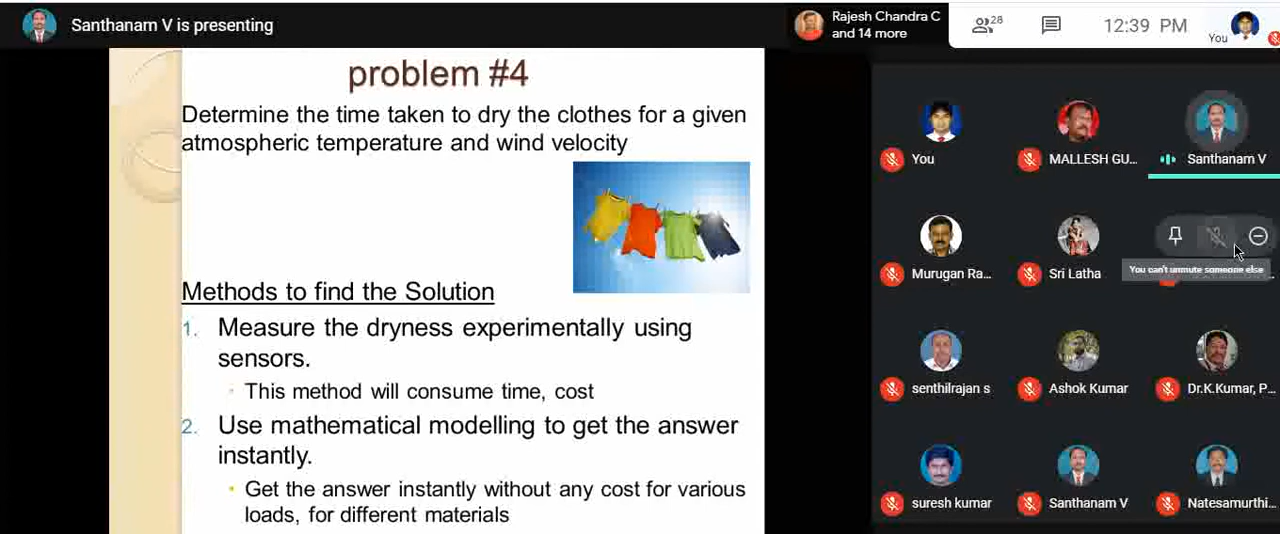 Santhanam V is presenting
Rajesh Chandra C
and 14 more
28
12:39 PM
You
problem #4
Determine the time taken to dry the clothes for a given
atmospheric temperature and wind velocity
Methods to find the Solution
1. Measure the dryness experimentally using
sensors.
This method will consume time, cost
2. Use mathematical modelling to get the answer
instantly.
Get the answer instantly without any cost for various
loads, for different materials
You
MALLESH GU...
Santhanam V
Murugan Ra...
Sri Latha
You can't unmute someone else
senthilrajan s
Ashok Kumar
Dr.K.Kumar, P...
suresh kumar
Santhanam V
Natesamurthi...